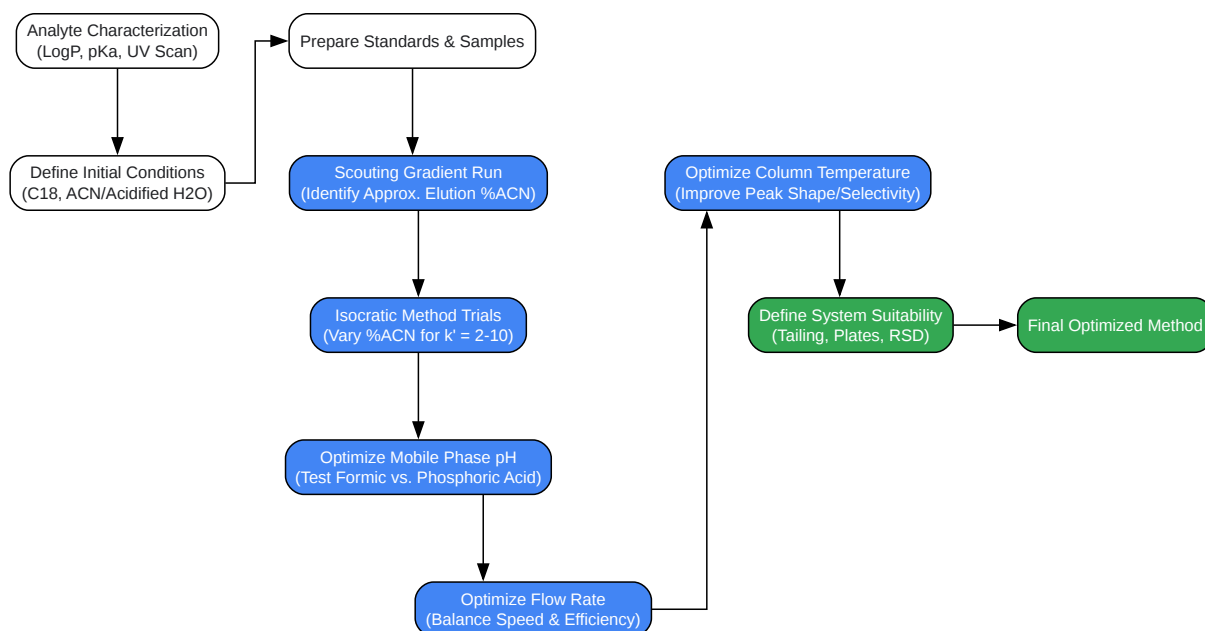 Analyte Characterization
(LogP, pKa, UV Scan)
Define Initial Conditions
(C18, ACN/Acidified H2O)
Prepare Standards & Samples
Scouting Gradient Run
(Identify Approx. Elution %ACN)
Isocratic Method Trials
(Vary %ACN for k' = 2-10)
Optimize Mobile Phase pH
(Test Formic vs. Phosphoric Acid)
Optimize Flow Rate
(Balance Speed & Efficiency)
Optimize Column Temperature
(Improve Peak Shape/Selectivity)
Define System Suitability
(Tailing, Plates, RSD)
Final Optimized Method